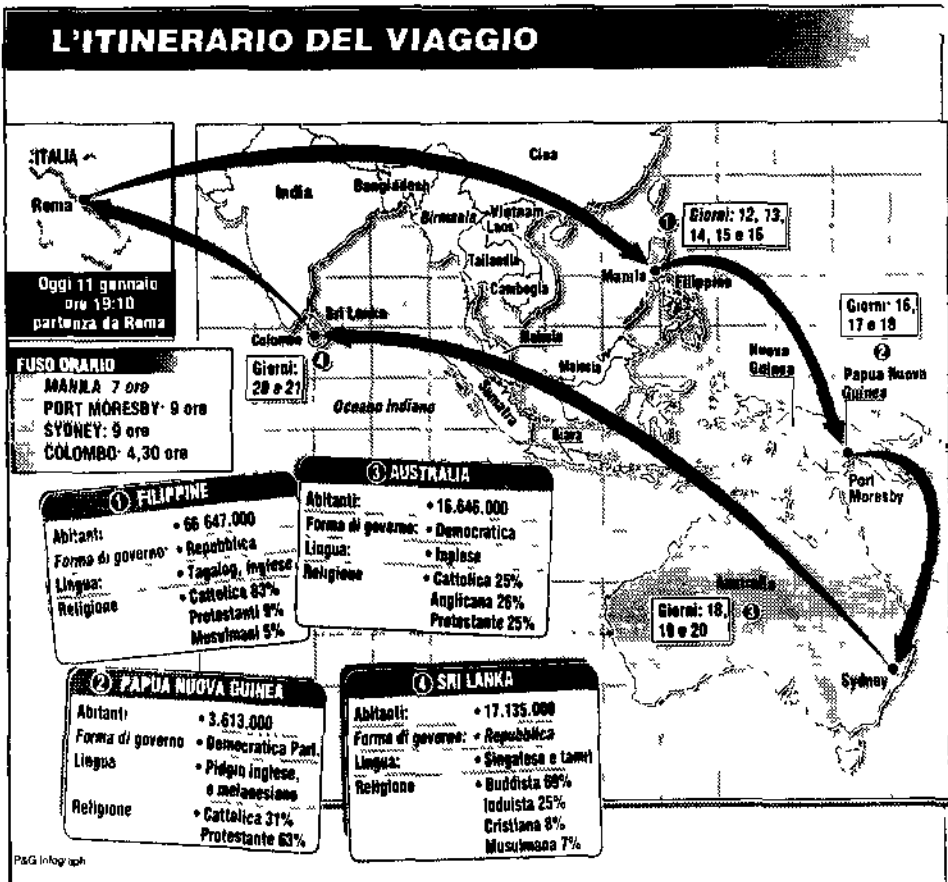 L'ITINERARIO DEL VIAGGIO
ITALIA
Roma
Oggi 11 gennaio
ore 19:10
partenza da Roma
Cina
India
Bangladesh
Birmania
Vietnam
Laos
Tailandia
Cambogia
Manila
Filippine
① Giorni: 12, 13,
14, 15 e 16
Giorni: 16,
17 e 18
②
Papua Nuova
Guinea
Nuova
Guinea
Port
Moresby
Sri Lanka
Colombo
④
Giorni:
20 e 21
Malesia
Malesia
Sumatra
Giava
Oceano Indiano
Australia
Giorni: 18,
19 e 20
③
Sydney
FUSO ORARIO
MANILA 7 ore
PORT MORESBY· 9 ore
SYDNEY: 9 ore
COLOMBO· 4,30 ore
① FILIPPINE
Abitanti: • 66 647.000
Forma di governo· • Repubblica
Lingua: • Tagalog, inglese
Religione • Cattolica 83%
Protestanti 9%
Musulmani 5%
③ AUSTRALIA
Abitanti: • 16.646.000
Forma di governo: • Democratica
Lingua: • Inglese
Religione • Cattolica 25%
Anglicana 26%
Protestante 25%
② PAPUA NUOVA GUINEA
Abitanti • 3.613.000
Forma di governo • Democratica Parl.
Lingua • Pidgin inglese,
e melanesiano
Religione • Cattolica 31%
Protestante 63%
④ SRI LANKA
Abitanti: • 17.135.000
Forma di governo: • Repubblica
Lingua: • Singalese e tamil
Religione • Buddista 69%
Induista 25%
Cristiana 8%
Musulmana 7%
P&G Infograph